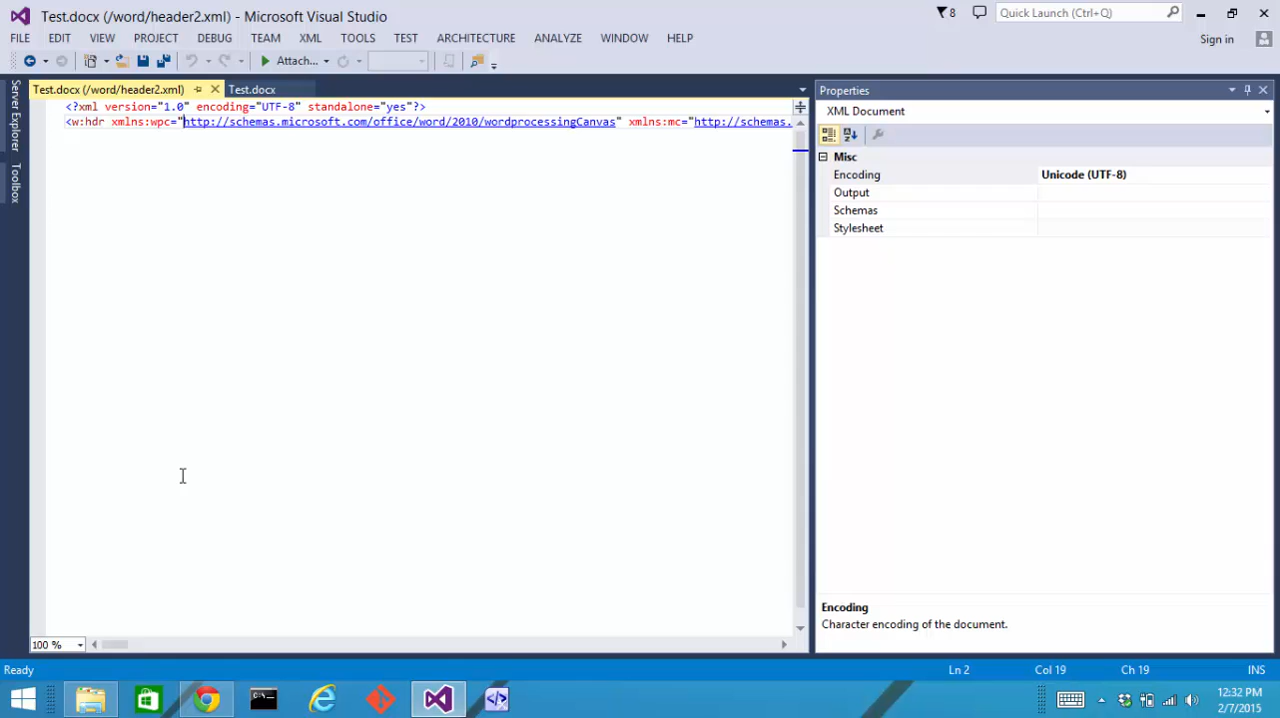 Test.docx (/word/header2.xml) - Microsoft Visual Studio
8
Quick Launch (Ctrl+Q)
FILE EDIT VIEW PROJECT DEBUG TEAM XML TOOLS TEST ARCHITECTURE ANALYZE WINDOW HELP
Sign in
Attach...
Server Explorer
Toolbox
Test.docx (/word/header2.xml)
Test.docx
<?xml version="1.0" encoding="UTF-8" standalone="yes"?>
<w:hdr xmlns:wpc="http://schemas.microsoft.com/office/word/2010/wordprocessingCanvas" xmlns:mc="http://schemas.
100 %
Properties
XML Document
Misc
Encoding Unicode (UTF-8)
Output
Schemas
Stylesheet
Encoding
Character encoding of the document.
Ready
Ln 2
Col 19
Ch 19
INS
12:32 PM
2/7/2015